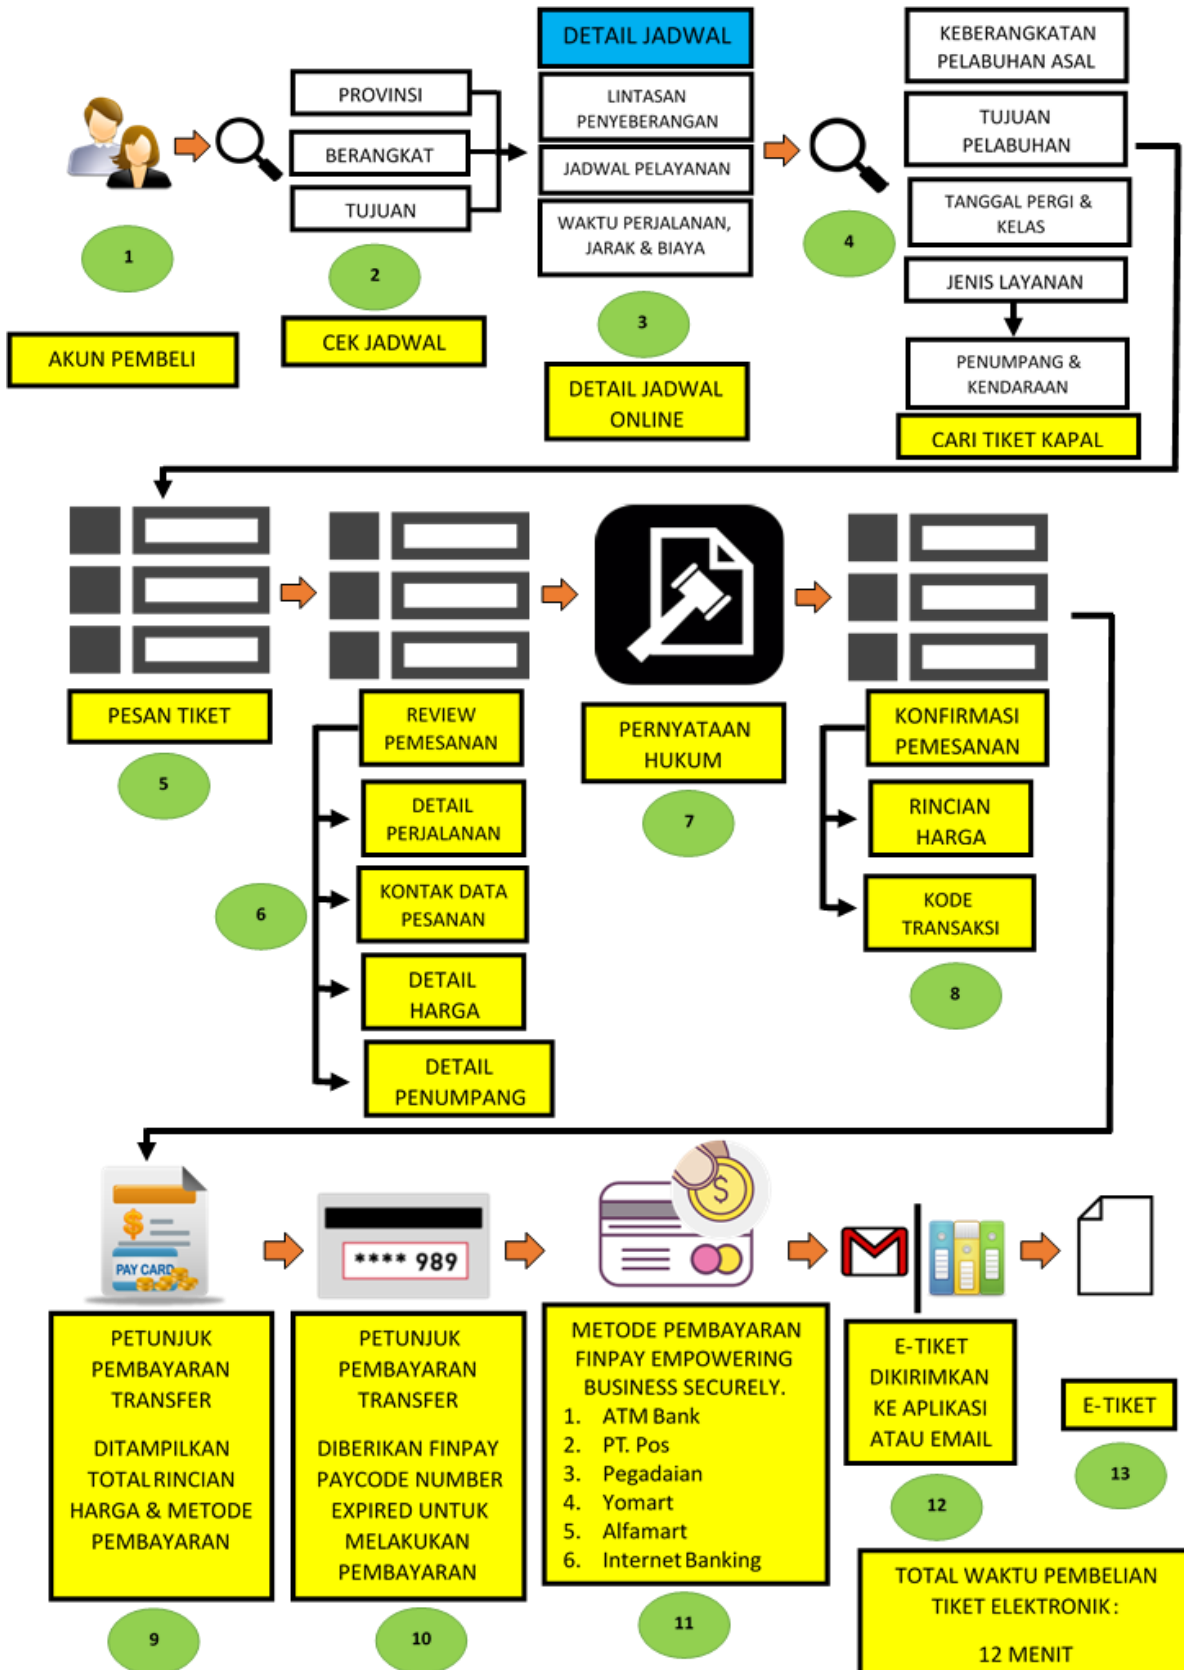 PROVINSI
BERANGKAT
TUJUAN
DETAIL JADWAL
LINTASAN
PENYEBERANGAN
JADWAL PELAYANAN
WAKTU PERJALANAN,
JARAK & BIAYA
KEBERANGKATAN
PELABUHAN ASAL
TUJUAN
PELABUHAN
TANGGAL PERGI &
KELAS
JENIS LAYANAN
PENUMPANG &
KENDARAAN
1
2
3
4
AKUN PEMBELI
CEK JADWAL
DETAIL JADWAL
ONLINE
CARI TIKET KAPAL
PESAN TIKET
5
REVIEW
PEMESANAN
DETAIL
PERJALANAN
KONTAK DATA
PESANAN
DETAIL
HARGA
DETAIL
PENUMPANG
6
PERNYATAAN
HUKUM
7
KONFIRMASI
PEMESANAN
RINCIAN
HARGA
KODE
TRANSAKSI
8
$
PAY CARD
**** 989
$
PETUNJUK
PEMBAYARAN
TRANSFER
DITAMPILKAN
TOTAL RINCIAN
HARGA & METODE
PEMBAYARAN
9
PETUNJUK
PEMBAYARAN
TRANSFER
DIBERIKAN FINPAY
PAYCODE NUMBER
EXPIRED UNTUK
MELAKUKAN
PEMBAYARAN
10
METODE PEMBAYARAN
FINPAY EMPOWERING
BUSINESS SECURELY.
1. ATM Bank
2. PT. Pos
3. Pegadaian
4. Yomart
5. Alfamart
6. Internet Banking
11
E-TIKET
DIKIRIMKAN
KE APLIKASI
ATAU EMAIL
12
E-TIKET
13
TOTAL WAKTU PEMBELIAN
TIKET ELEKTRONIK :
12 MENIT